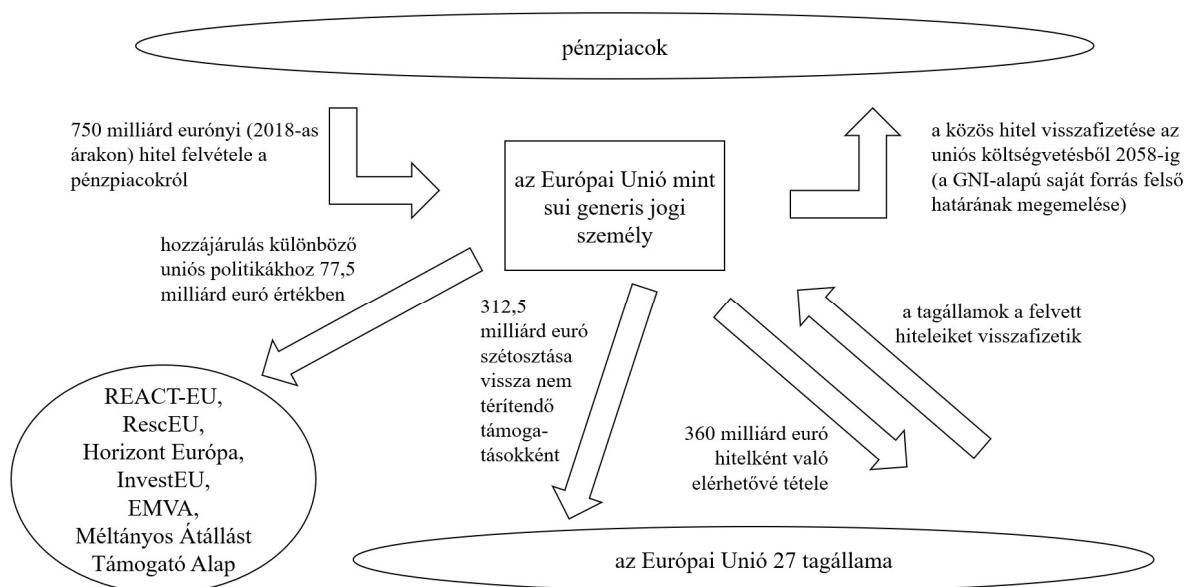 pénzpiacok
750 milliárd eurónyi (2018-as
árakon) hitel felvétele a
pénzpiacokról
az Európai Unió mint
sui generis jogi
személy
a közös hitel visszafizetése az
uniós költségvetésből 2058-ig
(a GNI-alapú saját forrás felső
határának megemelése)
hozzájárulás különböző
uniós politikákhoz 77,5
milliárd euró értékben
312,5
milliárd euró
szétosztása
vissza nem
térítendő
támoga-
tásokként
a tagállamok a felvett
hiteleiket visszafizetik
360 milliárd euró
hitelként való
elérhetővé tétele
REACT-EU,
RescEU,
Horizont Európa,
InvestEU,
EMVA,
Méltányos Átállást
Támogató Alap
az Európai Unió 27 tagállama